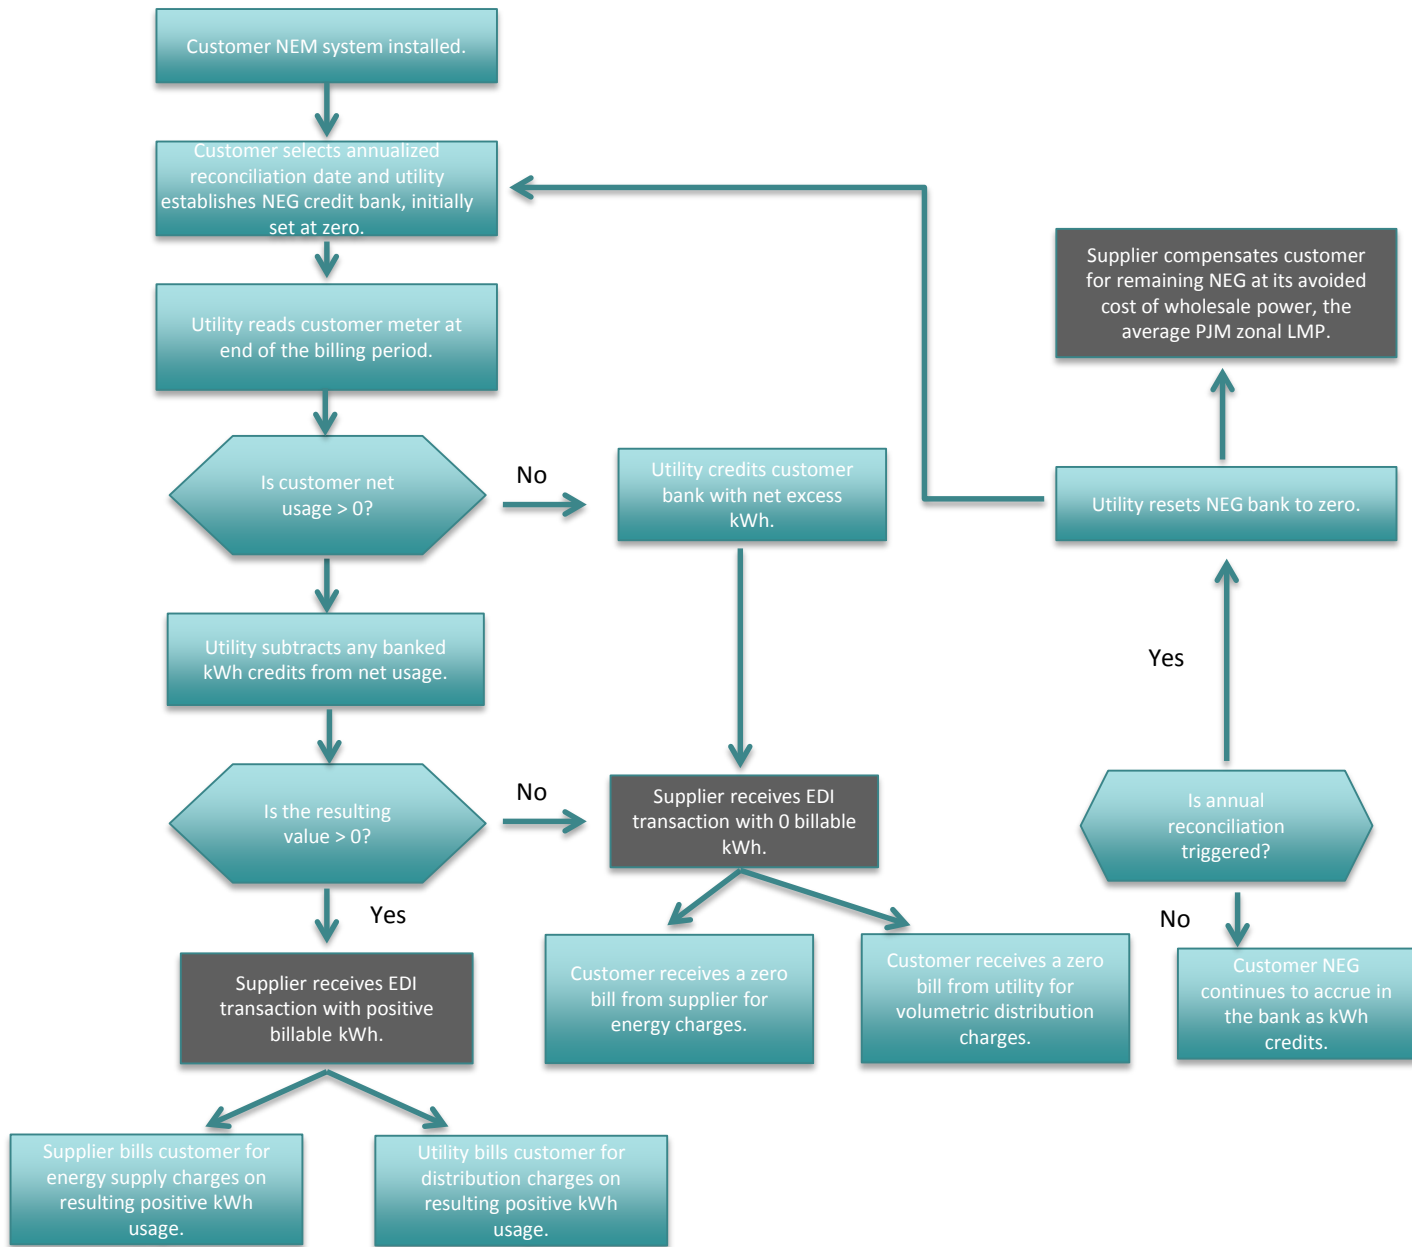 Customer NEM system installed.
Customer selects annualized
reconciliation date and utility
establishes NEG credit bank, initially
set at zero.
Utility reads customer meter at
end of the billing period.
Is customer net
usage > 0?
No
Utility credits customer
bank with net excess
kWh.
Utility subtracts any banked
kWh credits from net usage.
Is the resulting
value > 0?
No
Supplier receives EDI
transaction with 0 billable
kWh.
Yes
Supplier receives EDI
transaction with positive
billable kWh.
Customer receives a zero
bill from supplier for
energy charges.
Customer receives a zero
bill from utility for
volumetric distribution
charges.
Supplier bills customer for
energy supply charges on
resulting positive kWh
usage.
Utility bills customer for
distribution charges on
resulting positive kWh
usage.
Supplier compensates customer
for remaining NEG at its avoided
cost of wholesale power, the
average PJM zonal LMP.
Utility resets NEG bank to zero.
Yes
Is annual
reconciliation
triggered?
No
Customer NEG
continues to accrue in
the bank as kWh
credits.